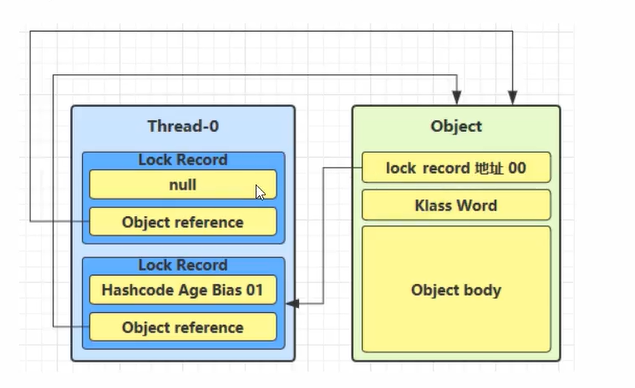 Thread-0
Lock Record
null
Object reference
Lock Record
Hashcode Age Bias 01
Object reference
Object
lock record 地址 00
Klass Word
Object body